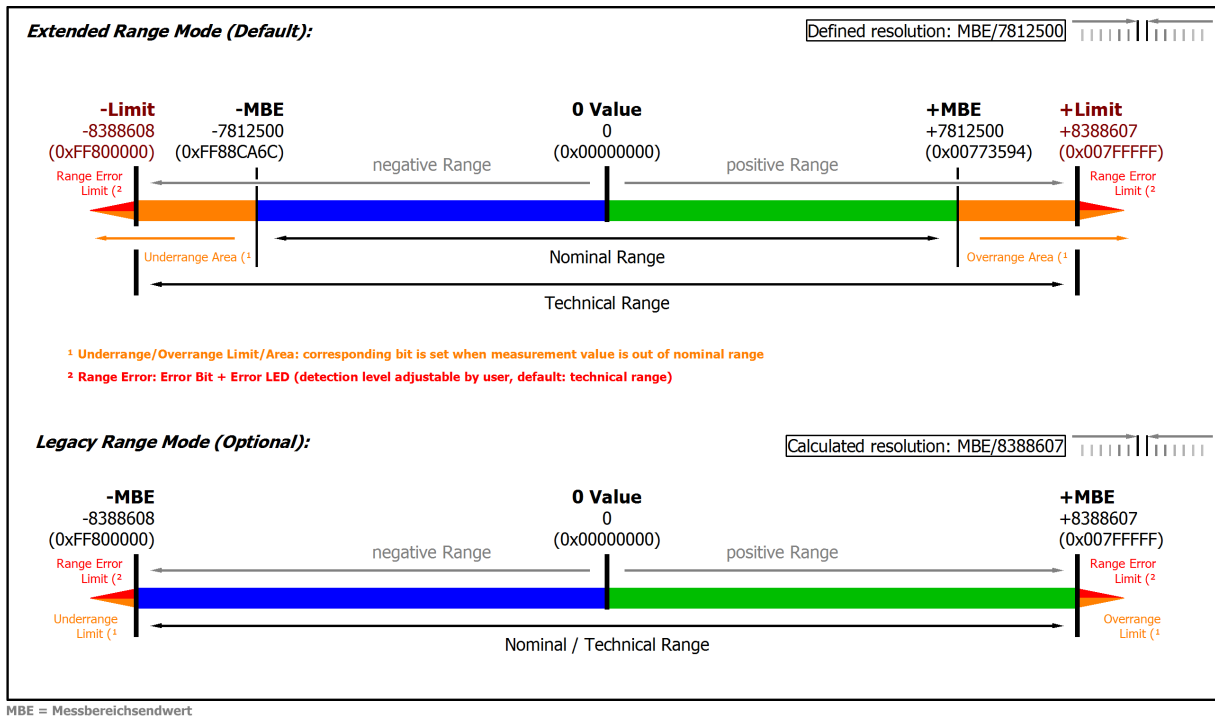 Extended Range Mode (Default):
Defined resolution: MBE/7812500
-Limit
-8388608
(0xFF800000)
-MBE
-7812500
(0xFF88CA6C)
0 Value
0
(0x00000000)
+MBE
+7812500
(0x00773594)
+Limit
+8388607
(0x007FFFFF)
negative Range
positive Range
Range Error
Limit (²
Range Error
Limit (²
Underrange Area (¹
Nominal Range
Overrange Area (¹
Technical Range
¹ Underrange/Overrange Limit/Area: corresponding bit is set when measurement value is out of nominal range
² Range Error: Error Bit + Error LED (detection level adjustable by user, default: technical range)
Legacy Range Mode (Optional):
Calculated resolution: MBE/8388607
-MBE
-8388608
(0xFF800000)
0 Value
0
(0x00000000)
+MBE
+8388607
(0x007FFFFF)
negative Range
positive Range
Range Error
Limit (²
Range Error
Limit (²
Underrange
Limit (¹
Overrange
Limit (¹
Nominal / Technical Range
MBE = Messbereichsendwert